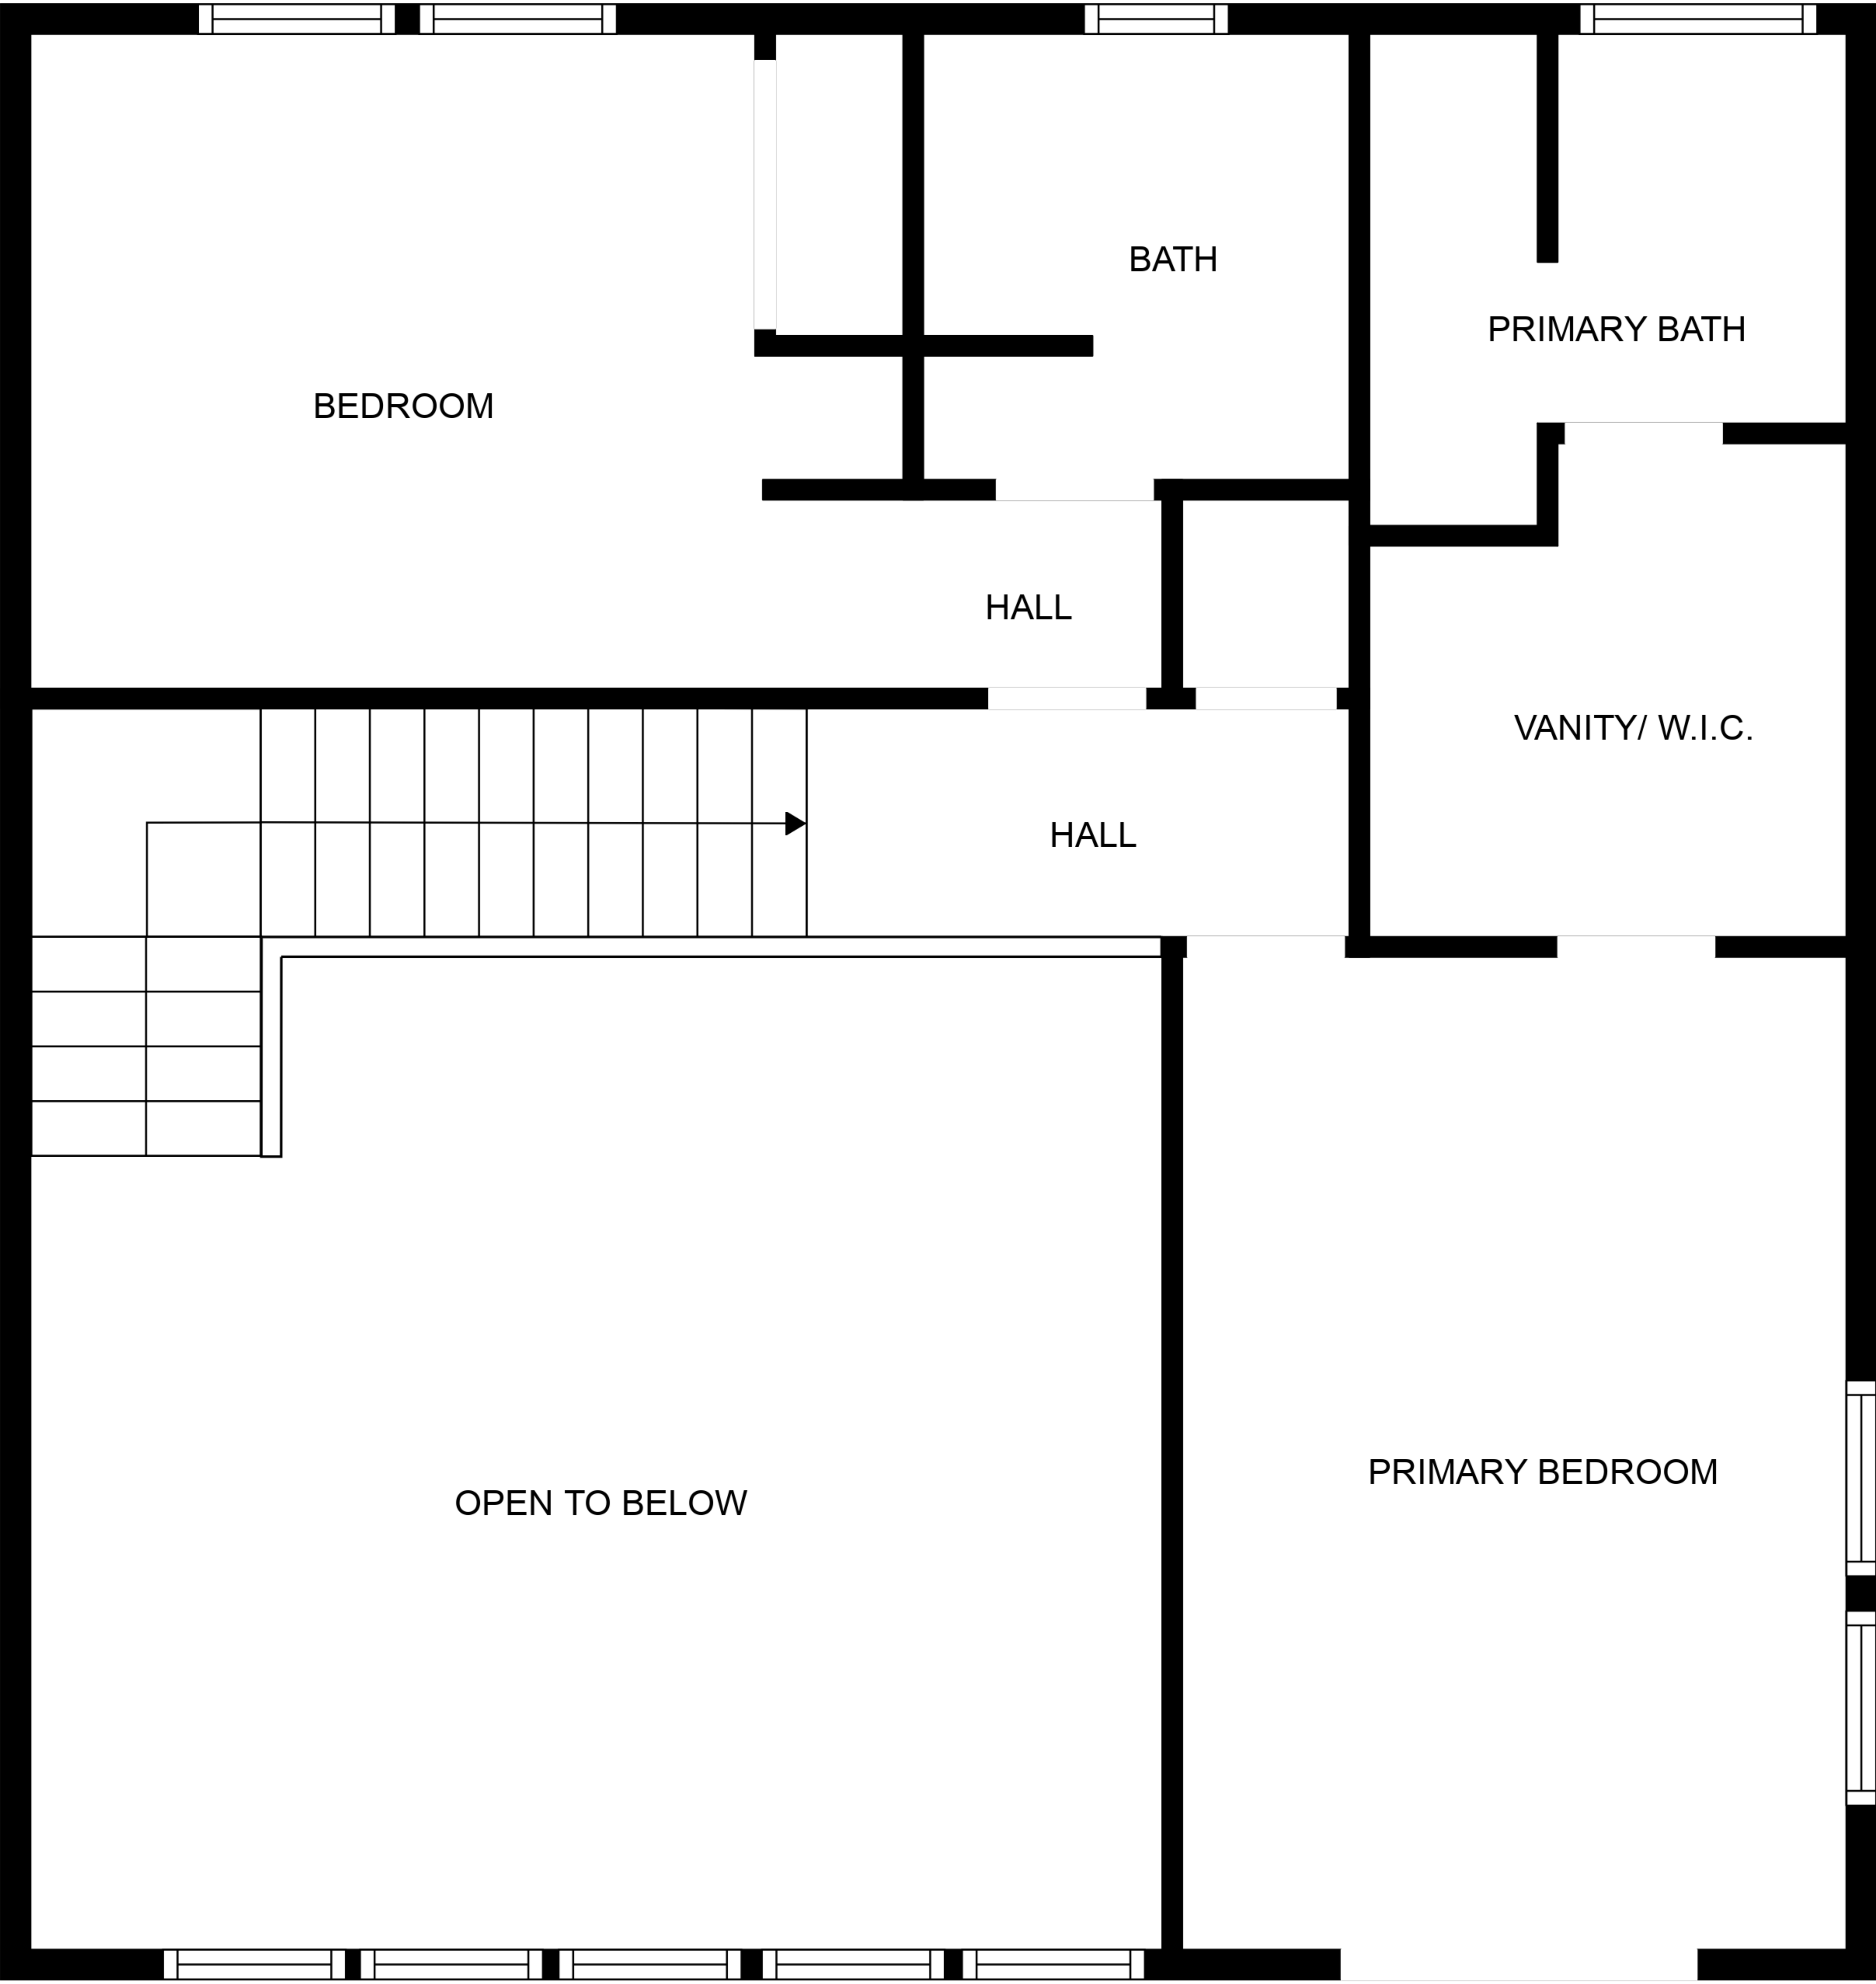 BATH
PRIMARY BATH
BEDROOM
HALL
VANITY/ W.I.C.
HALL
PRIMARY BEDROOM
OPEN TO BELOW